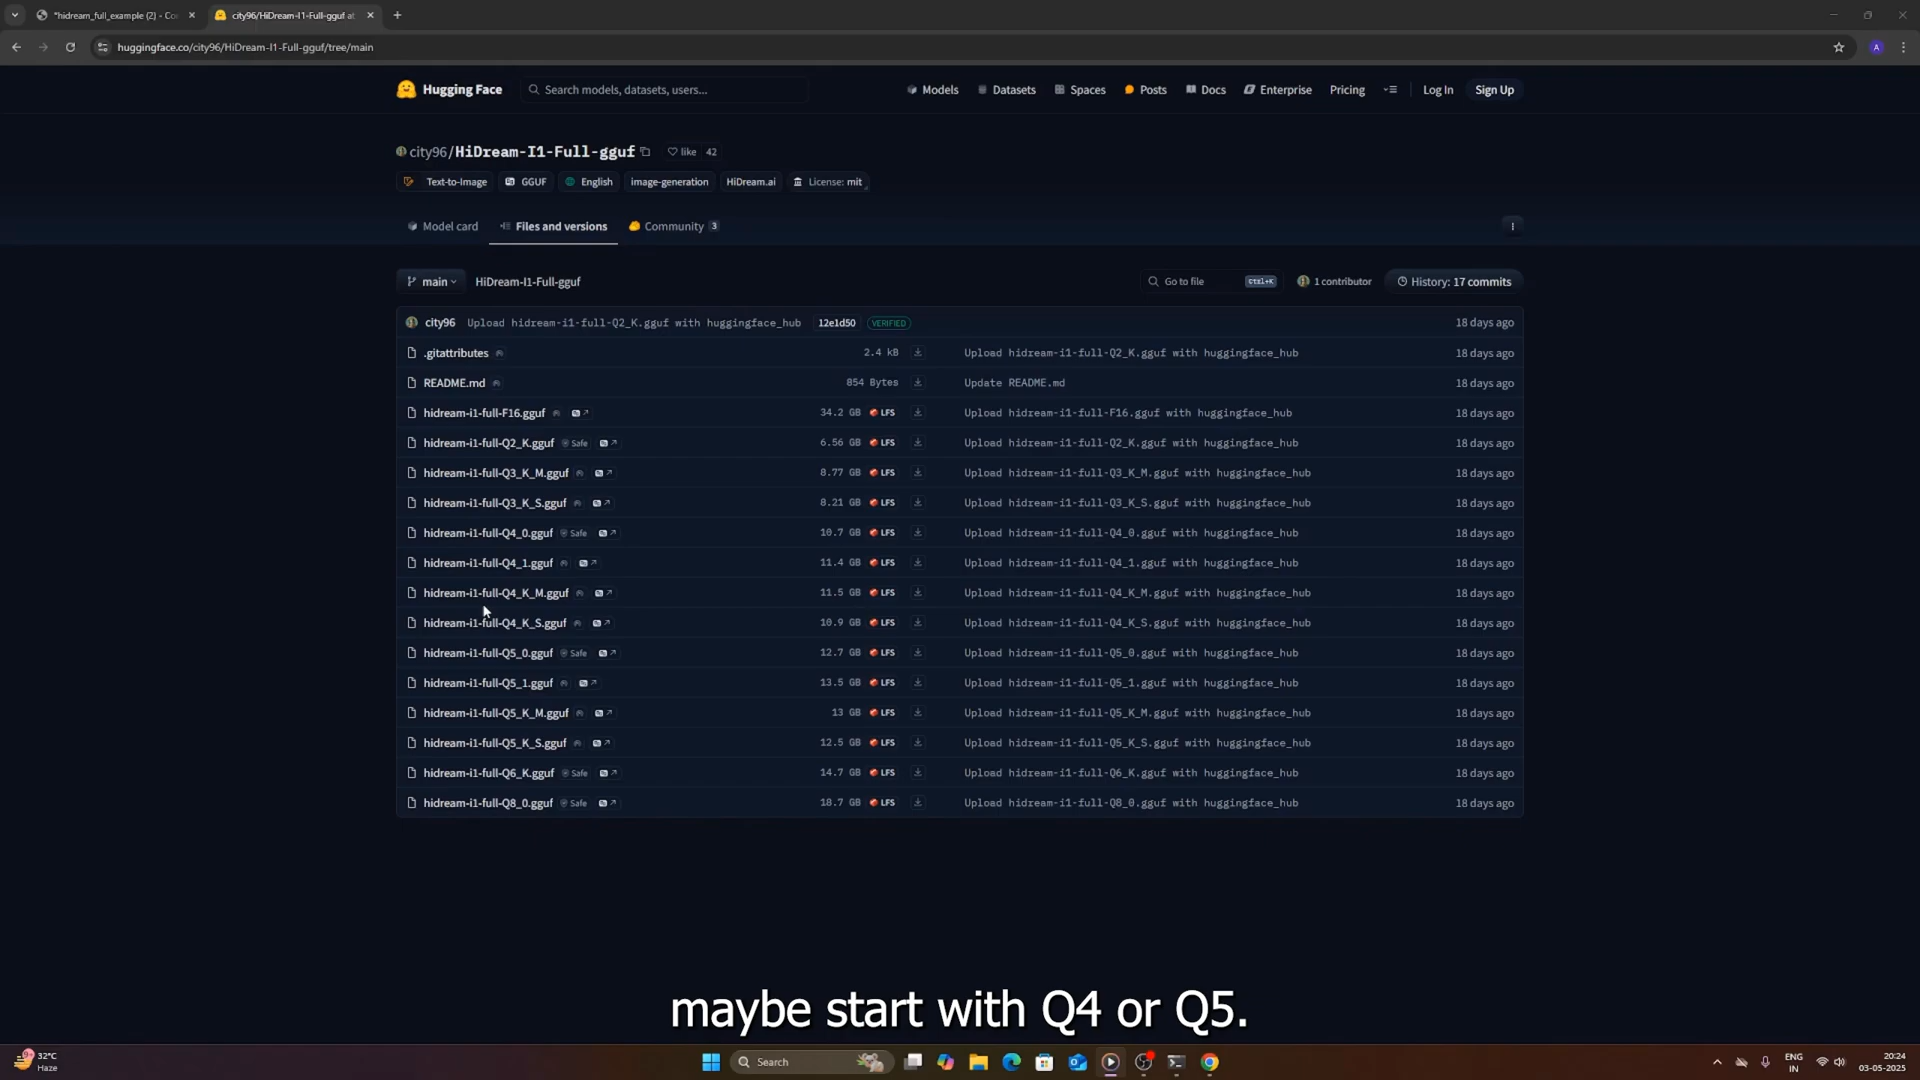 *hidream_full_example (2) - Co
city96/HiDream-I1-Full-gguf at
huggingface.co/city96/HiDream-I1-Full-gguf/tree/main
A
Hugging Face
Search models, datasets, users...
Models
Datasets
Spaces
Posts
Docs
Enterprise
Pricing
Log In
Sign Up
city96/HiDream-I1-Full-gguf
like 42
Text-to-Image
GGUF
English
image-generation
HiDream.ai
License: mit
Model card
Files and versions
Community 3
main
HiDream-I1-Full-gguf
Go to file
Ctrl+K
1 contributor
History: 17 commits
city96 Upload hidream-i1-full-Q2_K.gguf with huggingface_hub 12e1d50 VERIFIED 18 days ago
.gitattributes 2.4 kB Upload hidream-i1-full-Q2_K.gguf with huggingface_hub 18 days ago
README.md 854 Bytes Update README.md 18 days ago
hidream-i1-full-F16.gguf 34.2 GB LFS Upload hidream-i1-full-F16.gguf with huggingface_hub 18 days ago
hidream-i1-full-Q2_K.gguf Safe 6.56 GB LFS Upload hidream-i1-full-Q2_K.gguf with huggingface_hub 18 days ago
hidream-i1-full-Q3_K_M.gguf 8.77 GB LFS Upload hidream-i1-full-Q3_K_M.gguf with huggingface_hub 18 days ago
hidream-i1-full-Q3_K_S.gguf 8.21 GB LFS Upload hidream-i1-full-Q3_K_S.gguf with huggingface_hub 18 days ago
hidream-i1-full-Q4_0.gguf Safe 10.7 GB LFS Upload hidream-i1-full-Q4_0.gguf with huggingface_hub 18 days ago
hidream-i1-full-Q4_1.gguf 11.4 GB LFS Upload hidream-i1-full-Q4_1.gguf with huggingface_hub 18 days ago
hidream-i1-full-Q4_K_M.gguf 11.5 GB LFS Upload hidream-i1-full-Q4_K_M.gguf with huggingface_hub 18 days ago
hidream-i1-full-Q4_K_S.gguf 10.9 GB LFS Upload hidream-i1-full-Q4_K_S.gguf with huggingface_hub 18 days ago
hidream-i1-full-Q5_0.gguf Safe 12.7 GB LFS Upload hidream-i1-full-Q5_0.gguf with huggingface_hub 18 days ago
hidream-i1-full-Q5_1.gguf 13.5 GB LFS Upload hidream-i1-full-Q5_1.gguf with huggingface_hub 18 days ago
hidream-i1-full-Q5_K_M.gguf 13 GB LFS Upload hidream-i1-full-Q5_K_M.gguf with huggingface_hub 18 days ago
hidream-i1-full-Q5_K_S.gguf 12.5 GB LFS Upload hidream-i1-full-Q5_K_S.gguf with huggingface_hub 18 days ago
hidream-i1-full-Q6_K.gguf Safe 14.7 GB LFS Upload hidream-i1-full-Q6_K.gguf with huggingface_hub 18 days ago
hidream-i1-full-Q8_0.gguf Safe 18.7 GB LFS Upload hidream-i1-full-Q8_0.gguf with huggingface_hub 18 days ago
maybe start with Q4 or Q5.
32°C
Haze
Search
ENG
IN
20:24
03-05-2025